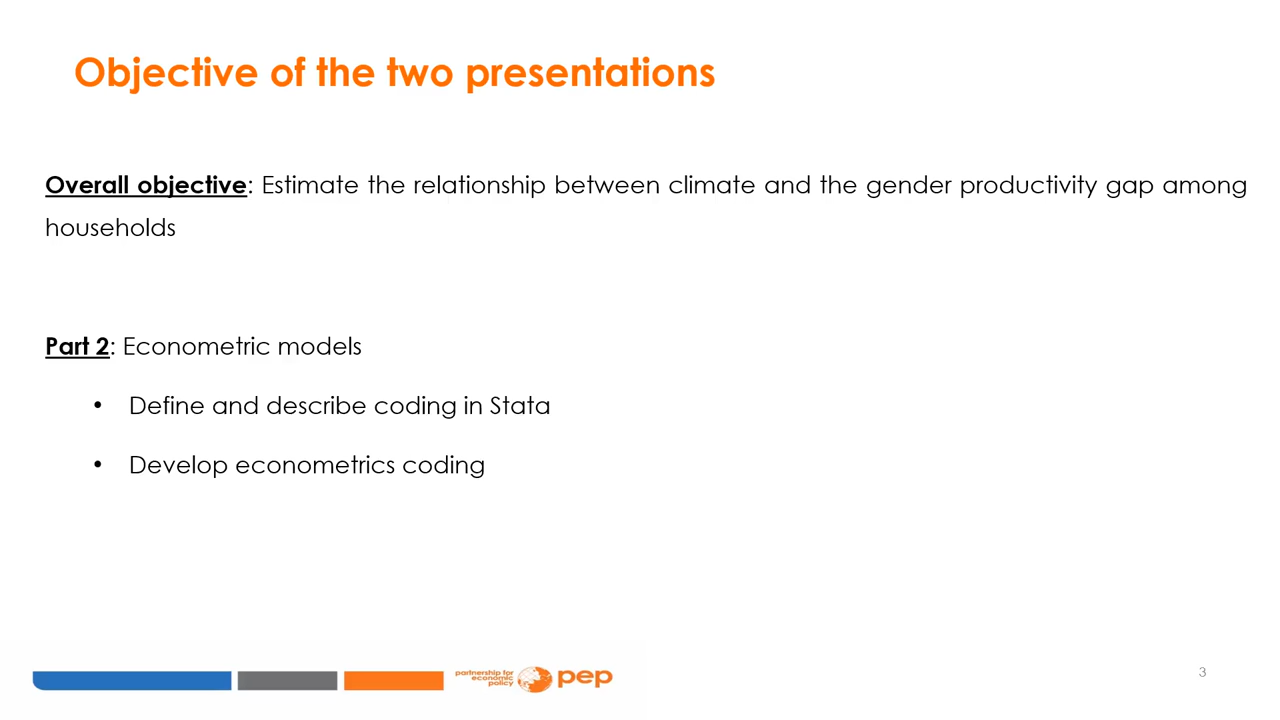 Objective of the two presentations
Overall objective: Estimate the relationship between climate and the gender productivity gap among
households
Part 2: Econometric models
• Define and describe coding in Stata
• Develop econometrics coding
partnership for
economic
policy
pep
3